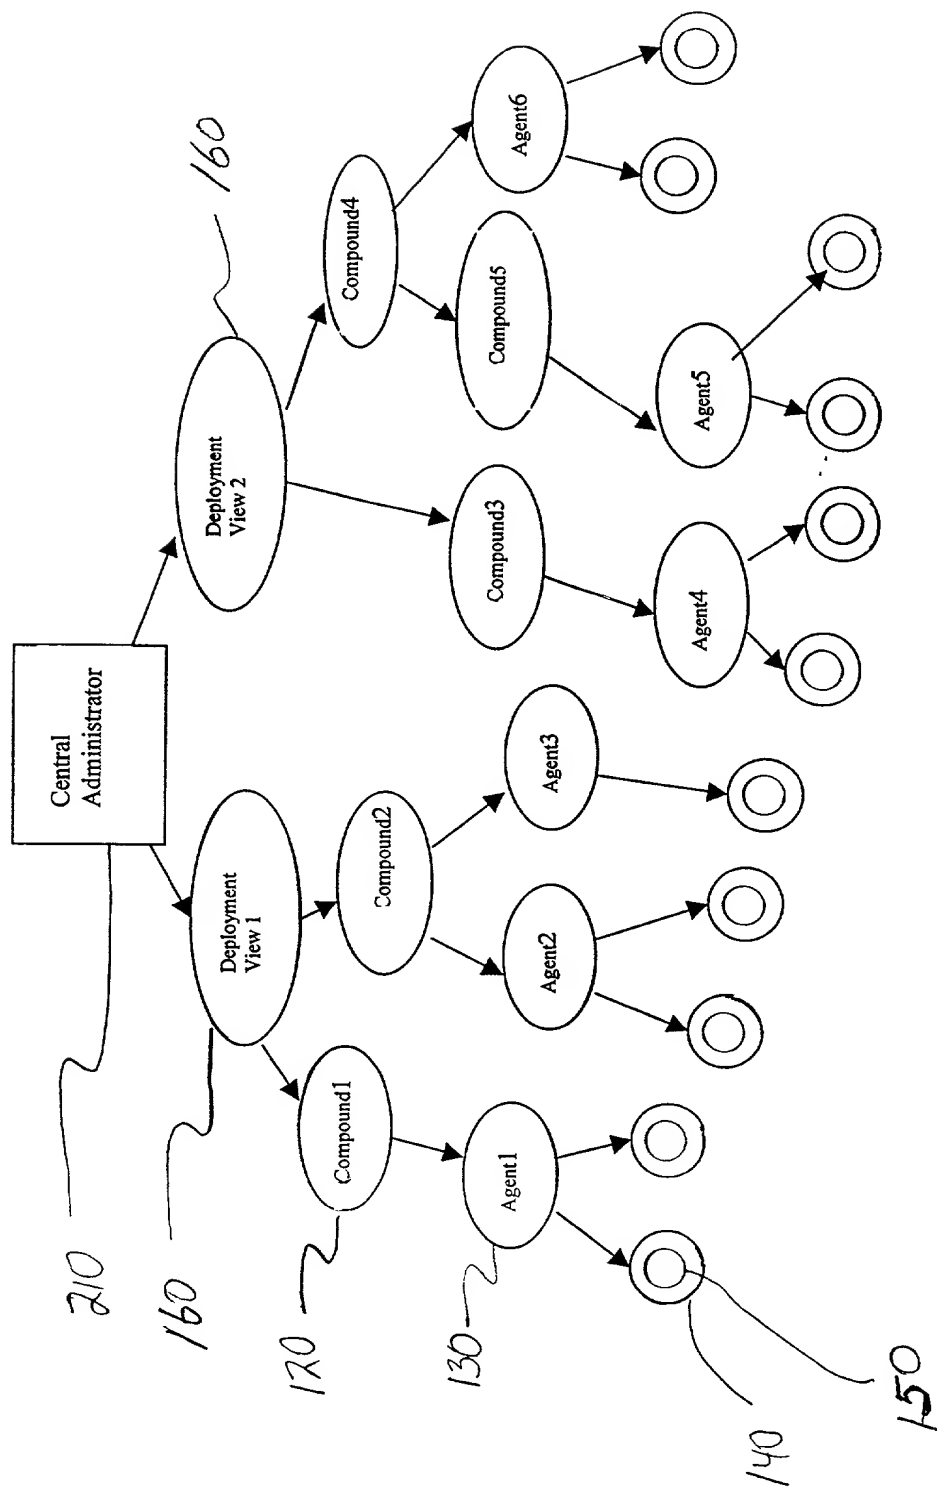 Central
Administrator
210
160
160
Deployment
View 1
Deployment
View 2
120
Compound1
Compound2
Compound4
130
Agent1
Agent2
Agent3
Compound3
Compound5
Agent6
Agent4
Agent5
140
150